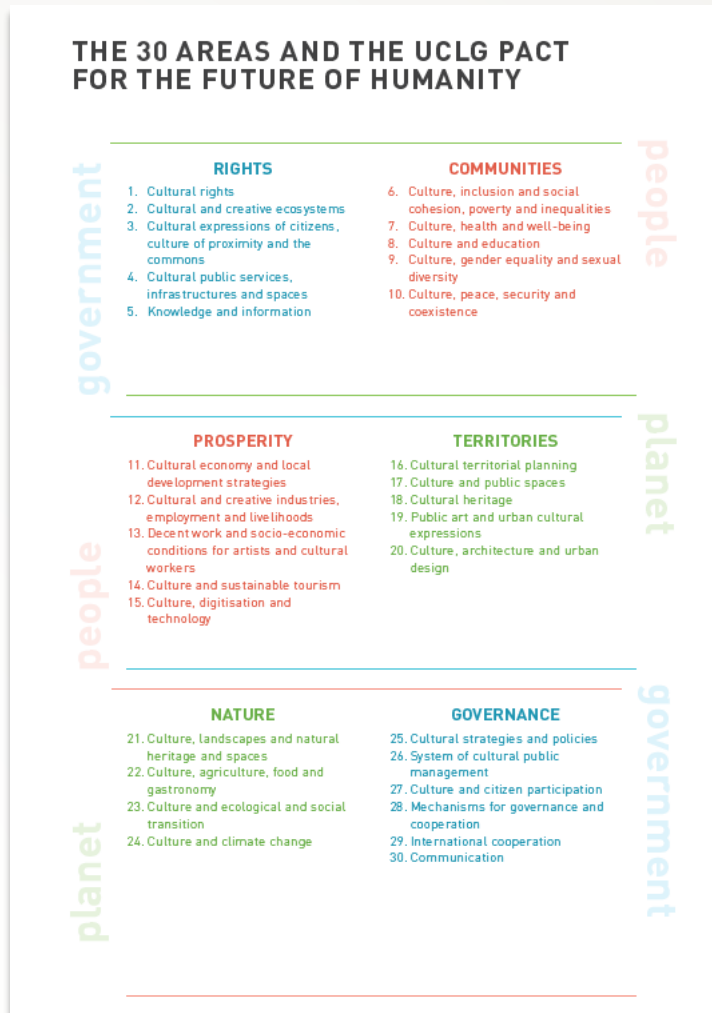 THE 30 AREAS AND THE UCLG PACT
FOR THE FUTURE OF HUMANITY
government
RIGHTS
1. Cultural rights
2. Cultural and creative ecosystems
3. Cultural expressions of citizens,
culture of proximity and the
commons
4. Cultural public services,
infrastructures and spaces
5. Knowledge and information
COMMUNITIES
6. Culture, inclusion and social
cohesion, poverty and inequalities
7. Culture, health and well-being
8. Culture and education
9. Culture, gender equality and sexual
diversity
10. Culture, peace, security and
coexistence
people
people
PROSPERITY
11. Cultural economy and local
development strategies
12. Cultural and creative industries,
employment and livelihoods
13. Decent work and socio-economic
conditions for artists and cultural
workers
14. Culture and sustainable tourism
15. Culture, digitisation and
technology
TERRITORIES
16. Cultural territorial planning
17. Culture and public spaces
18. Cultural heritage
19. Public art and urban cultural
expressions
20. Culture, architecture and urban
design
planet
planet
NATURE
21. Culture, landscapes and natural
heritage and spaces
22. Culture, agriculture, food and
gastronomy
23. Culture and ecological and social
transition
24. Culture and climate change
GOVERNANCE
25. Cultural strategies and policies
26. System of cultural public
management
27. Culture and citizen participation
28. Mechanisms for governance and
cooperation
29. International cooperation
30. Communication
government